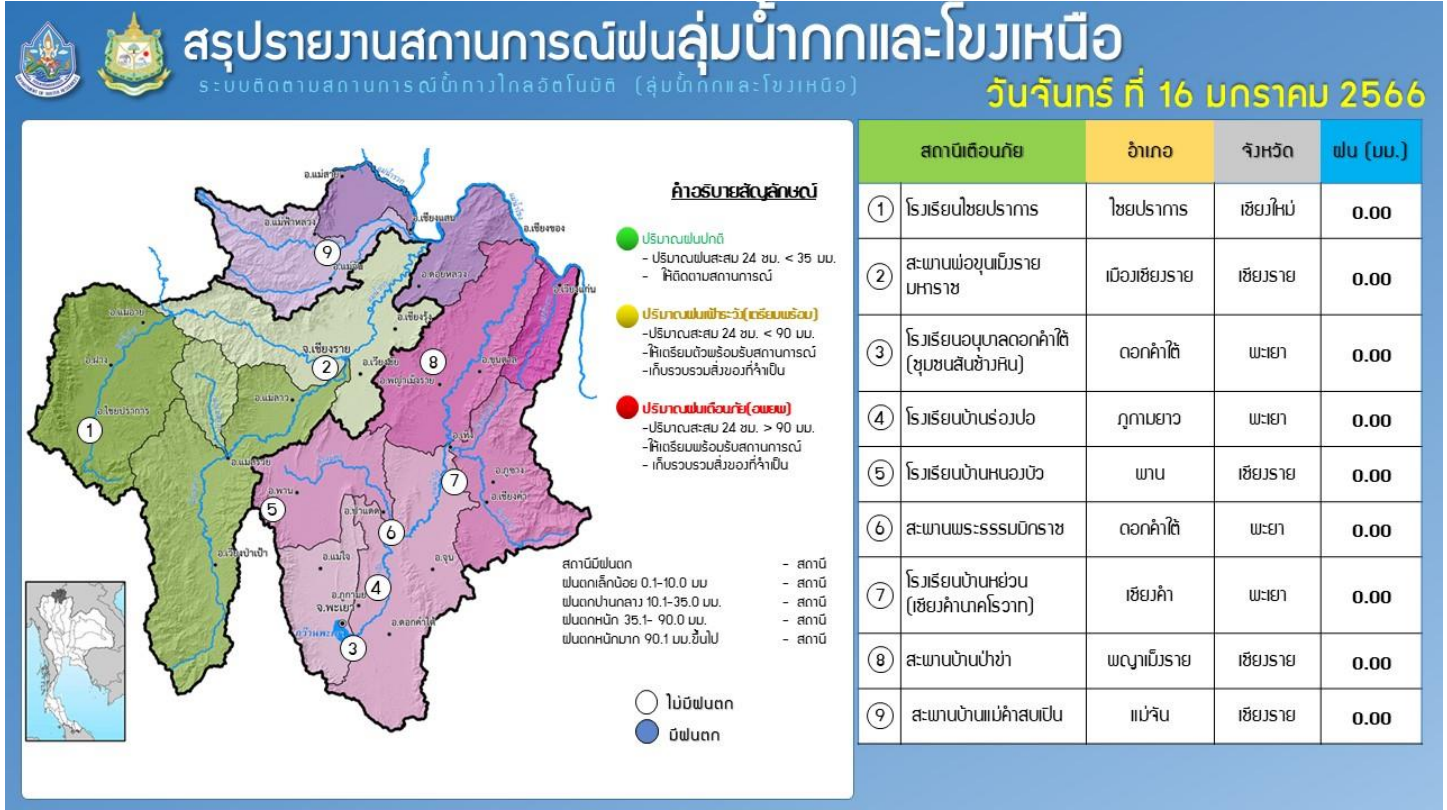 สรุปรายงานสถานการณ์ฝนลุ่มน้ำกกและโขงเหนือ
ระบบติดตามสถานการณ์น้ำทางไกลอัตโนมัติ (ลุ่มน้ำกกและโขงเหนือ)
วันจันทร์ ที่ 16 มกราคม 2566
อ.แม่สาย
แม่น้ำรวก
แม่น้ำโขง
อ.แม่ฟ้าหลวง
อ.เชียงแสน
อ.เชียงของ
9
อ.ดอยหลวง
อ.เวียงแก่น
อ.แม่อาย
อ.เชียงรุ้ง
จ.เชียงราย
2
8
อ.ขุนตาล
อ.ฝาง
อ.พญาเม็งราย
อ.แม่ลาว
อ.ไชยปราการ
1
อ.เทิง
อ.แม่สรวย
7
อ.ภูซาง
อ.พาน
อ.เชียงคำ
5
อ.ป่าแดด
6
อ.เวียงป่าเป้า
อ.แม่ใจ
อ.จุน
4
จ.พะเยา
อ.ดอกคำใต้
3
คำอธิบายสัญลักษณ์
ปริมาณฝนปกติ
- ปริมาณฝนสะสม 24 ชม. < 35 มม.
- ให้ติดตามสถานการณ์
ปริมาณฝนเฝ้าระวัง(เตรียมพร้อม)
-ปริมาณสะสม 24 ชม. < 90 มม.
-ให้เตรียมตัวพร้อมรับสถานการณ์
-เก็บรวบรวมสิ่งของที่จำเป็น
ปริมาณฝนเตือนภัย(อพยพ)
-ปริมาณสะสม 24 ชม. > 90 มม.
-ให้เตรียมพร้อมรับสถานการณ์
- เก็บรวบรวมสิ่งของที่จำเป็น
สถานีมีฝนตก - สถานี
ฝนตกเล็กน้อย 0.1-10.0 มม - สถานี
ฝนตกปานกลาง 10.1-35.0 มม. - สถานี
ฝนตกหนัก 35.1- 90.0 มม. - สถานี
ฝนตกหนักมาก 90.1 มม.ขึ้นไป - สถานี
ไม่มีฝนตก
มีฝนตก
สถานีเตือนภัย อำเภอ จังหวัด ฝน (มม.)
1 โรงเรียนไชยปราการ ไชยปราการ เชียงใหม่ 0.00
2 สะพานพ่อขุนเม็งราย
มหาราช เมืองเชียงราย เชียงราย 0.00
3 โรงเรียนอนุบาลดอกคำใต้
(ชุมชนสันช้างหิน) ดอกคำใต้ พะเยา 0.00
4 โรงเรียนบ้านร่องปอ ภูกามยาว พะเยา 0.00
5 โรงเรียนบ้านหนองบัว พาน เชียงราย 0.00
6 สะพานพระธรรมมิกราช ดอกคำใต้ พะยา 0.00
7 โรงเรียนบ้านหย่วน
(เชียงคำนาคโรวาท) เชียงคำ พะเยา 0.00
8 สะพานบ้านป่าข่า พญาเม็งราย เชียงราย 0.00
9 สะพานบ้านแม่คำสบเปิน แม่จัน เชียงราย 0.00